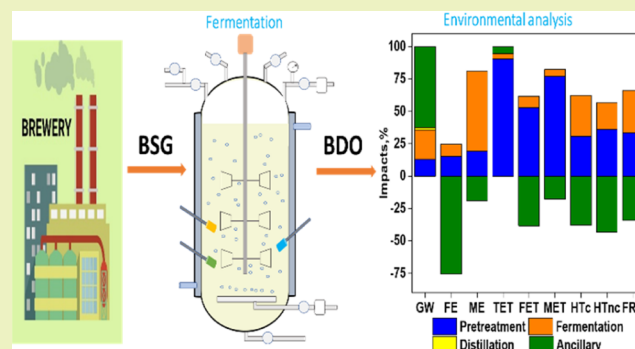 Fermentation
Environmental analysis
BREWERY
BSG
BDO
Impacts,%
100
75
50
25
0
-25
-50
-75
GW FE ME TET FET MET HTc HTnc FR
Pretreatment Fermentation
Distillation Ancillary